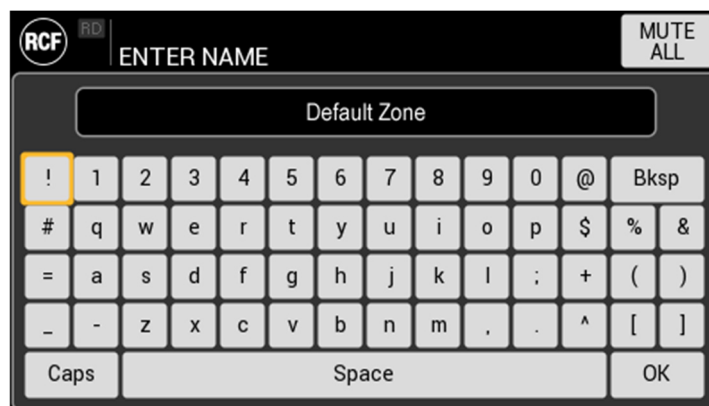 RCF RD ENTER NAME MUTE
ALL
Default Zone
! 1 2 3 4 5 6 7 8 9 0 @ Bksp
# q w e r t y u i o p $ % &
= a s d f g h j k l ; + ( )
_ - z x c v b n m , . ^ [ ]
Caps Space OK